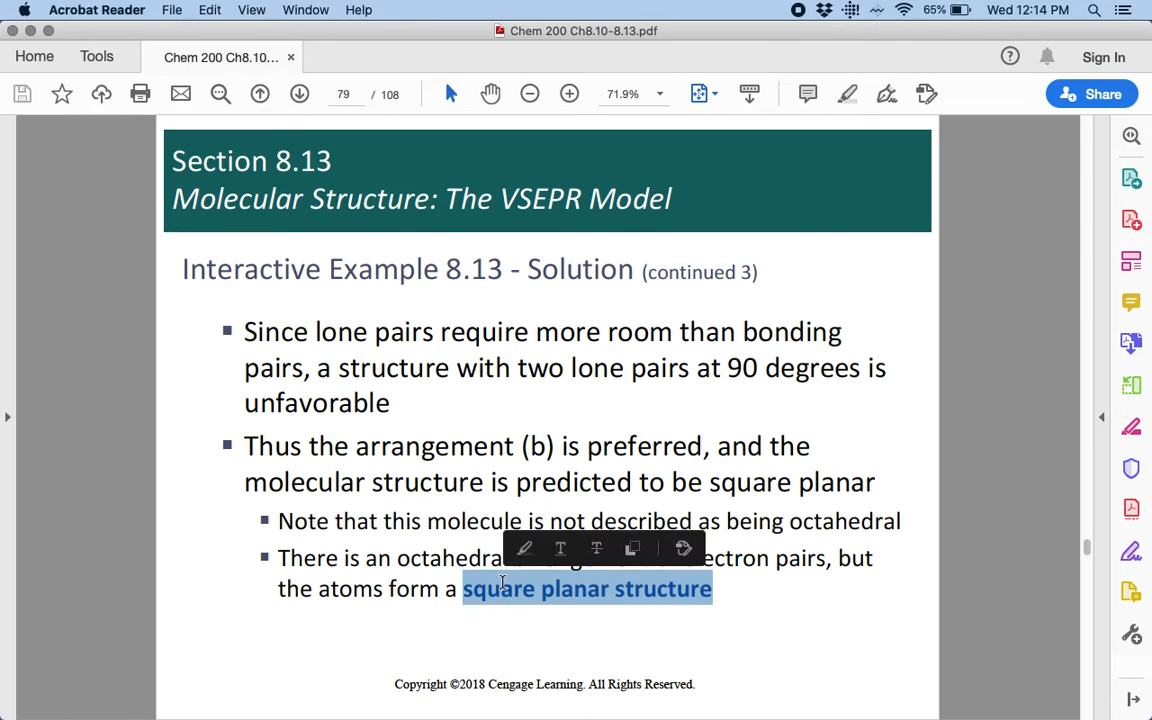 Acrobat Reader File Edit View Window Help 65% Wed 12:14 PM
Chem 200 Ch8.10-8.13.pdf
Home Tools Chem 200 Ch8.10... × Sign In
79 / 108 71.9% Share
Section 8.13
Molecular Structure: The VSEPR Model
Interactive Example 8.13 - Solution (continued 3)
Since lone pairs require more room than bonding
pairs, a structure with two lone pairs at 90 degrees is
unfavorable
Thus the arrangement (b) is preferred, and the
molecular structure is predicted to be square planar
Note that this molecule is not described as being octahedral
There is an octahedra ectron pairs, but
the atoms form a square planar structure
Copyright ©2018 Cengage Learning. All Rights Reserved.